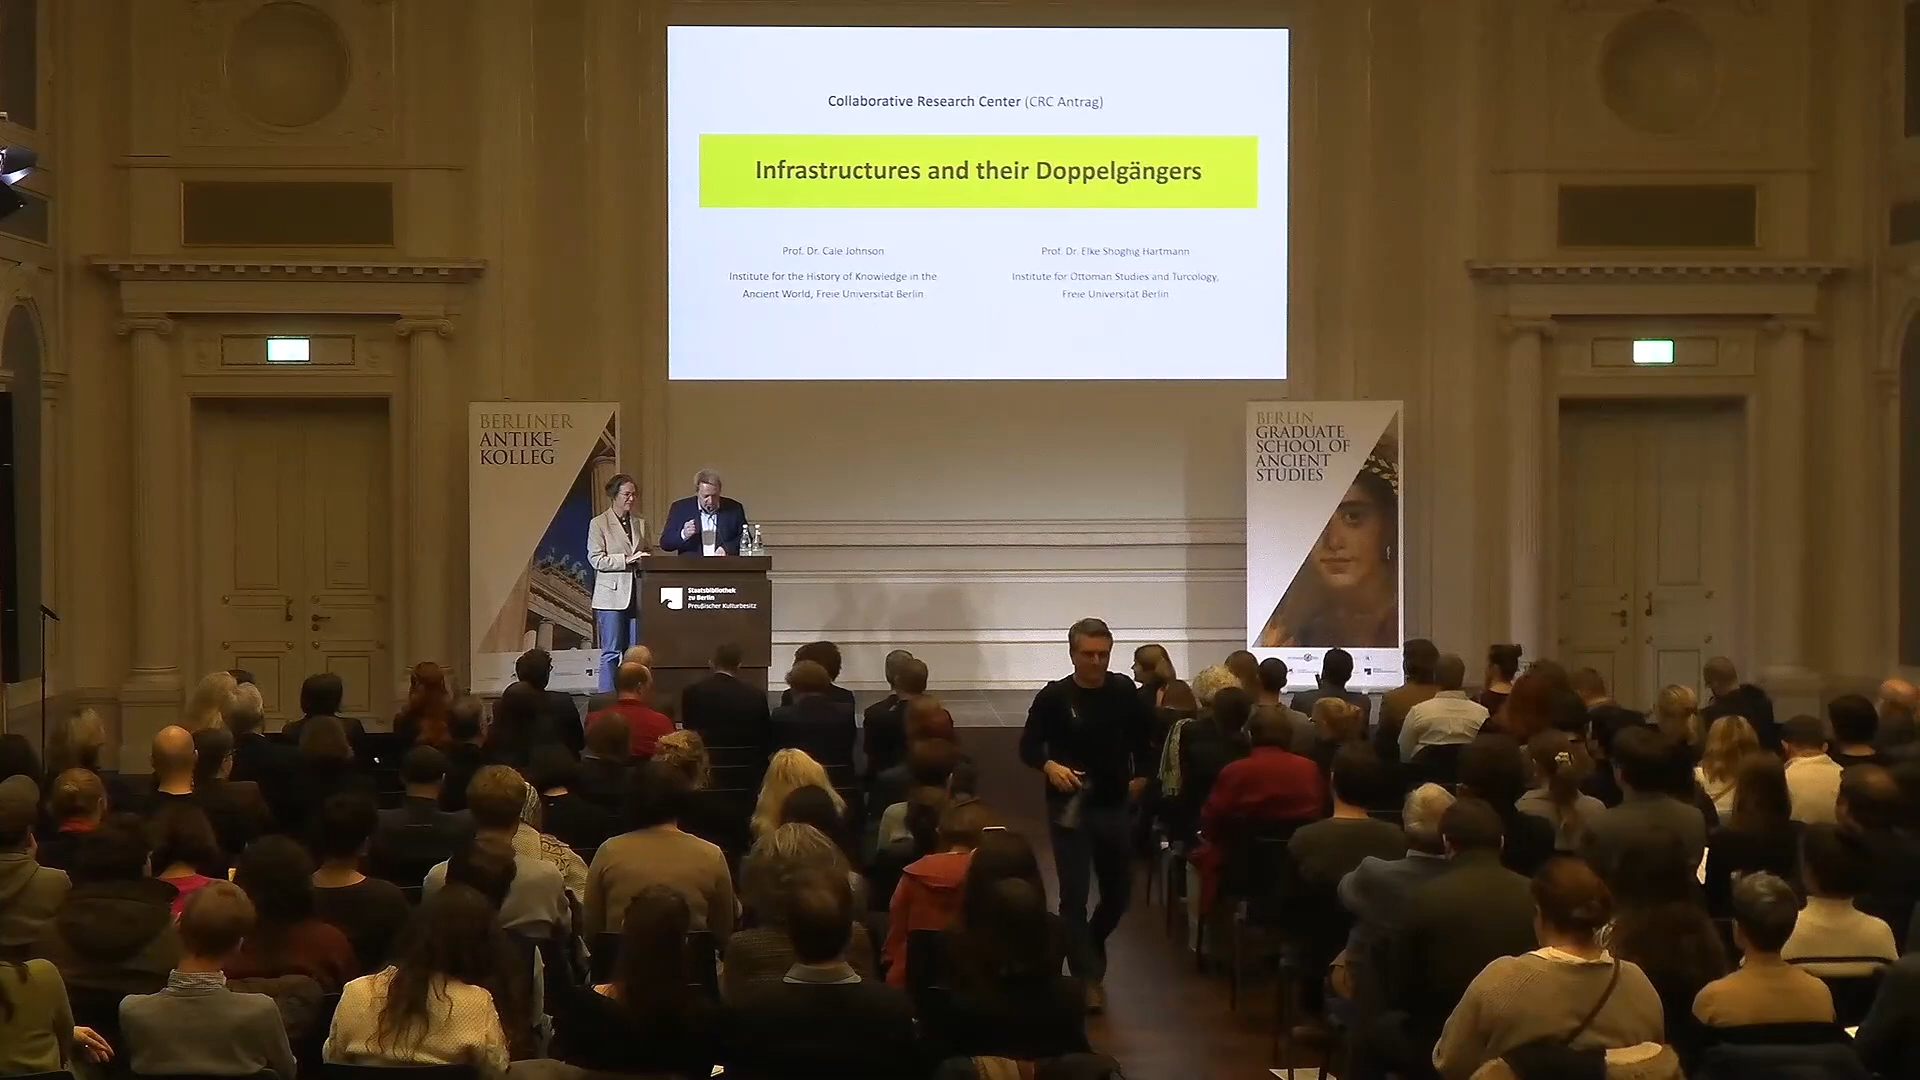 Collaborative Research Center (CRC Antrag)
Infrastructures and their Doppelgängers
Prof. Dr. Cale Johnson
Institute for the History of Knowledge in the
Ancient World, Freie Universität Berlin
Prof. Dr. Elke Shoghig Hartmann
Institute for Ottoman Studies and Turcology,
Freie Universität Berlin
BERLINER
ANTIKE-
KOLLEG
BERLIN
GRADUATE
SCHOOL OF
ANCIENT
STUDIES
Staatsbibliothek
zu Berlin
Preußischer Kulturbesitz